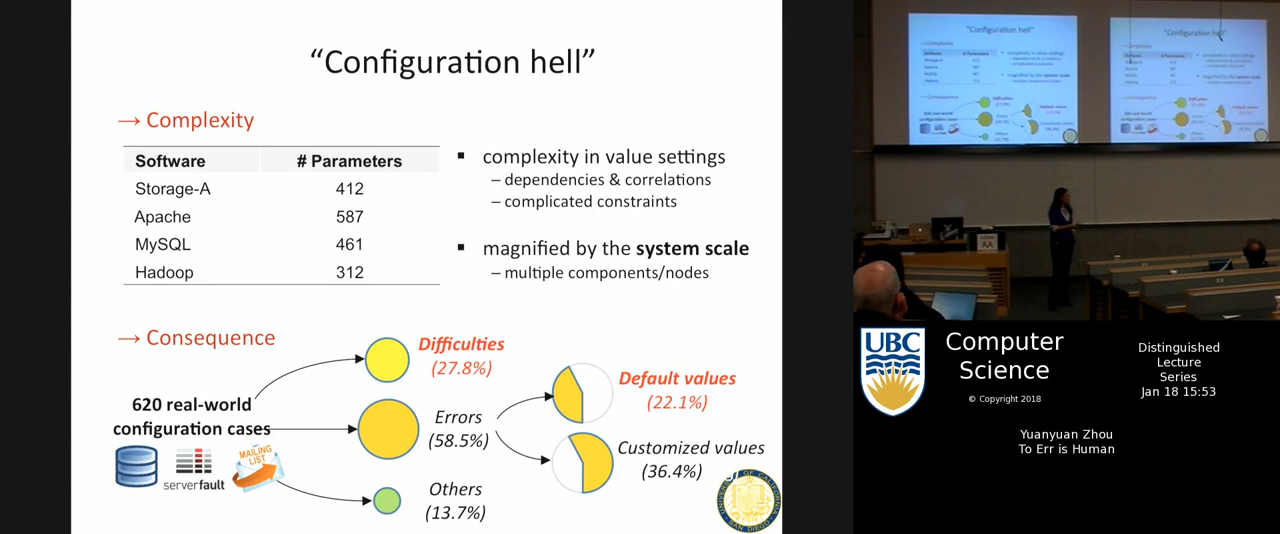 “Configuration hell”
→ Complexity
Software # Parameters
Storage-A 412
Apache 587
MySQL 461
Hadoop 312
▪ complexity in value settings
– dependencies & correlations
– complicated constraints
▪ magnified by the system scale
– multiple components/nodes
→ Consequence
620 real-world
configuration cases
serverfault
MAILING
LIST
Difficulties
(27.8%)
Errors
(58.5%)
Others
(13.7%)
Default values
(22.1%)
Customized values
(36.4%)
UBC
Computer
Science
© Copyright 2018
Distinguished
Lecture
Series
Jan 18 15:53
Yuanyuan Zhou
To Err is Human